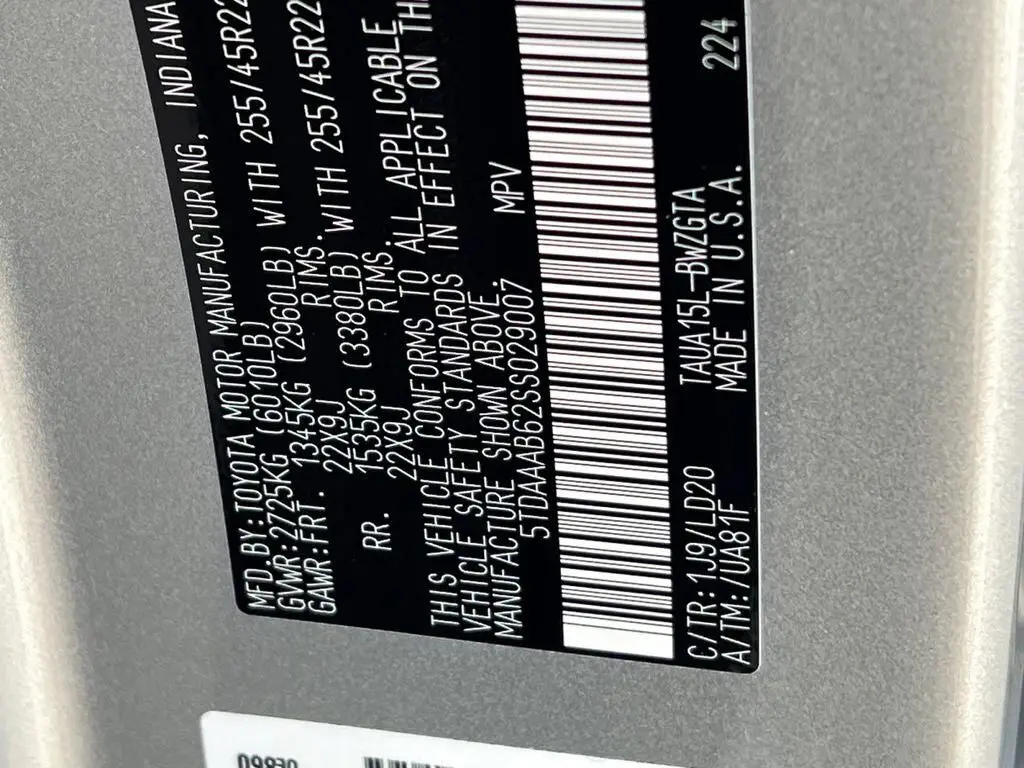 MFD.BY:TOYOTA MOTOR MANUFACTURING, INDIANA
GVWR:2725KG (6010LB)
GAWR:FRT. 1345KG (2960LB) WITH 255/45R22
22X9J RIMS.
RR. 1535KG (3380LB) WITH 255/45R22
22X9J RIMS.
THIS VEHICLE CONFORMS TO ALL APPLICABLE
VEHICLE SAFETY STANDARDS IN EFFECT ON TH
MANUFACTURE SHOWN ABOVE.
5TDAAAB62SS029007 MPV
C/TR:1J9/LD20 TAUA15L-BWZGTA 224
A/TM:/UA81F MADE IN U.S.A.